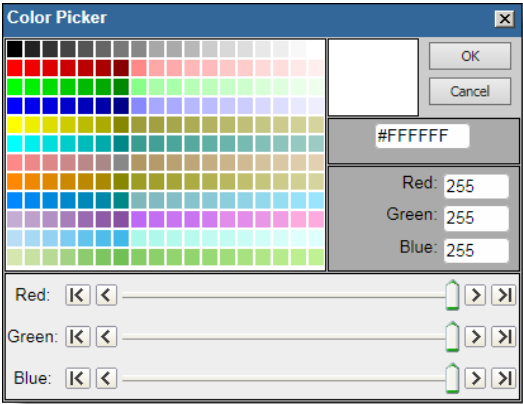 Color Picker
OK
Cancel
#FFFFFF
Red: 255
Green: 255
Blue: 255
Red:
Green:
Blue: